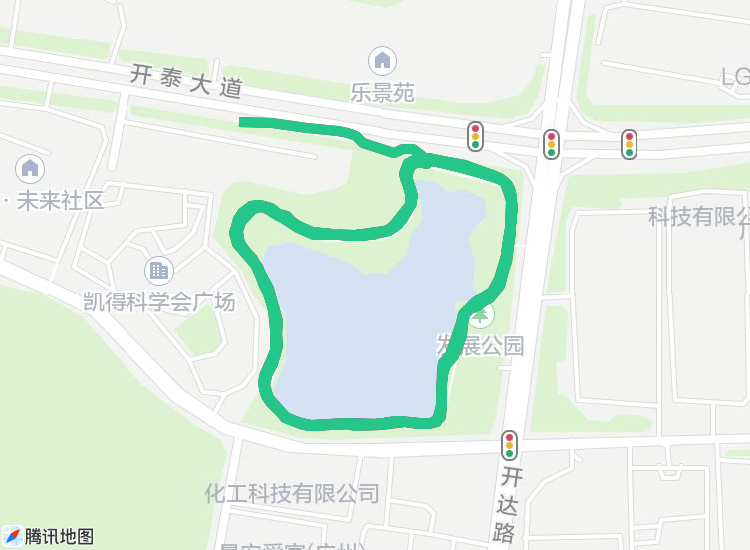 开泰大道
乐景苑
LG
·未来社区
科技有限公
凯得科学会广场
发展公园
化工科技有限公司
开达路
腾讯地图